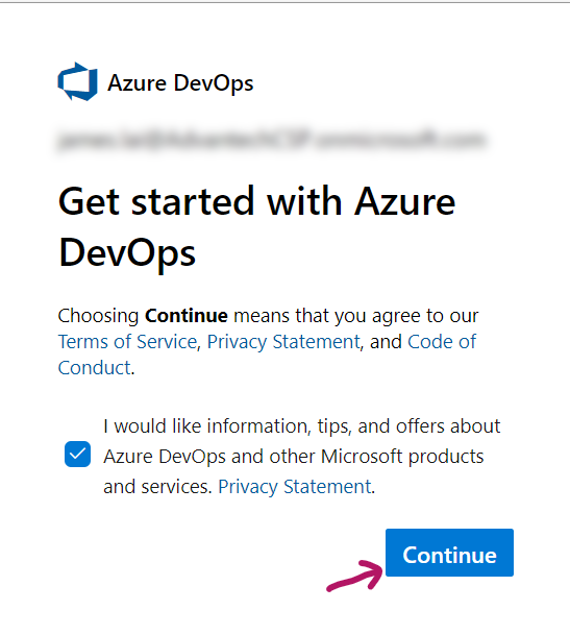 Azure DevOps
Get started with Azure
DevOps
Choosing Continue means that you agree to our
Terms of Service, Privacy Statement, and Code of
Conduct.
I would like information, tips, and offers about
Azure DevOps and other Microsoft products
and services. Privacy Statement.
Continue